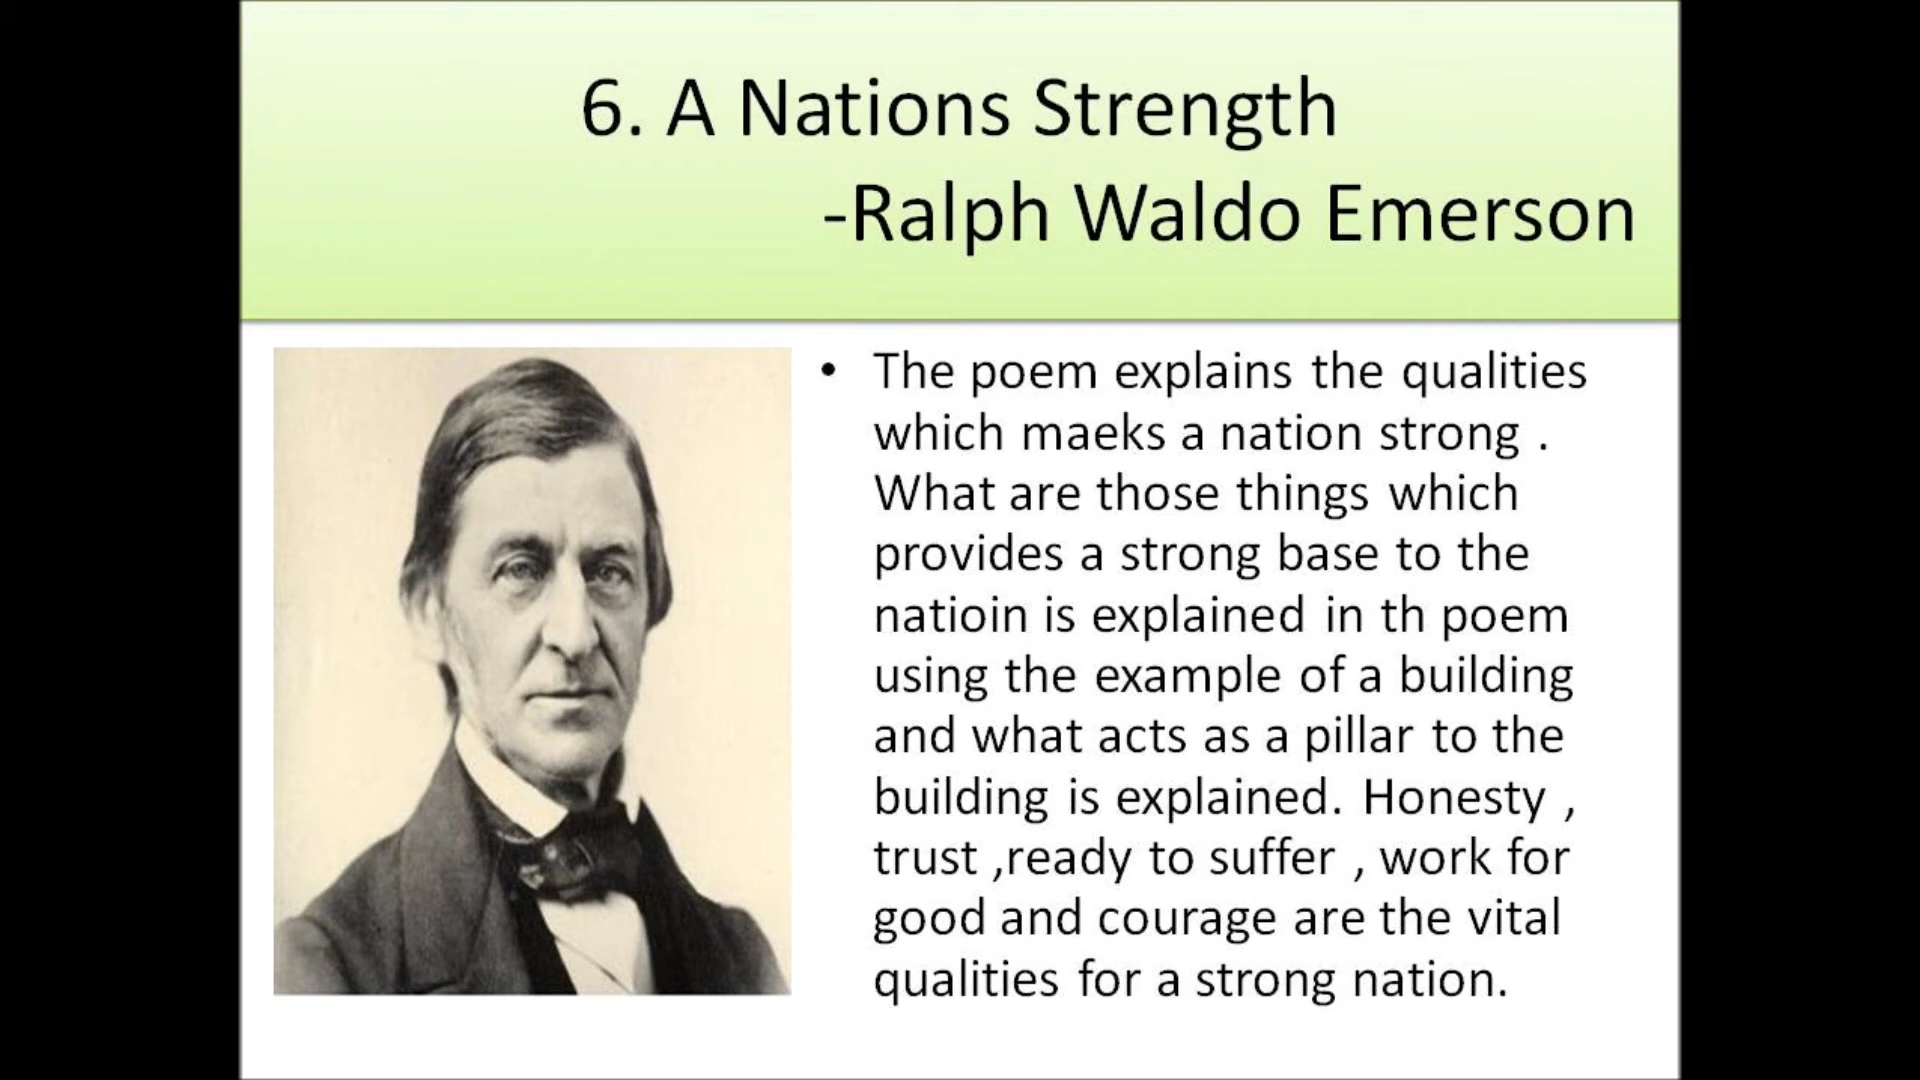 6. A Nations Strength
-Ralph Waldo Emerson
• The poem explains the qualities
which maeks a nation strong .
What are those things which
provides a strong base to the
natioin is explained in th poem
using the example of a building
and what acts as a pillar to the
building is explained. Honesty ,
trust ,ready to suffer , work for
good and courage are the vital
qualities for a strong nation.